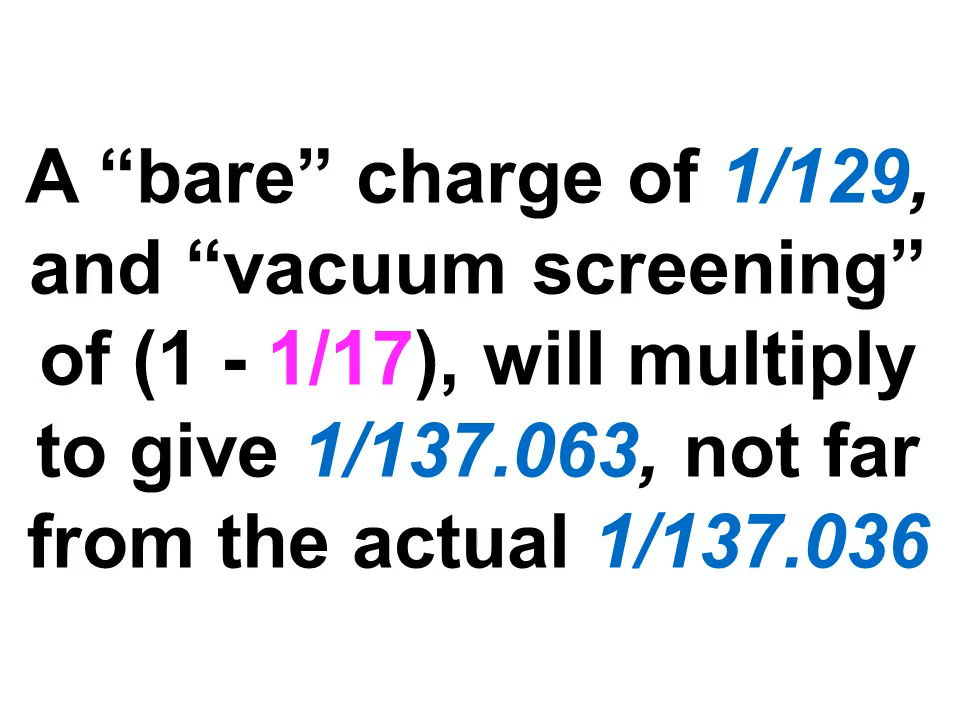 A “bare” charge of 1/129,
and “vacuum screening”
of (1 - 1/17), will multiply
to give 1/137.063, not far
from the actual 1/137.036